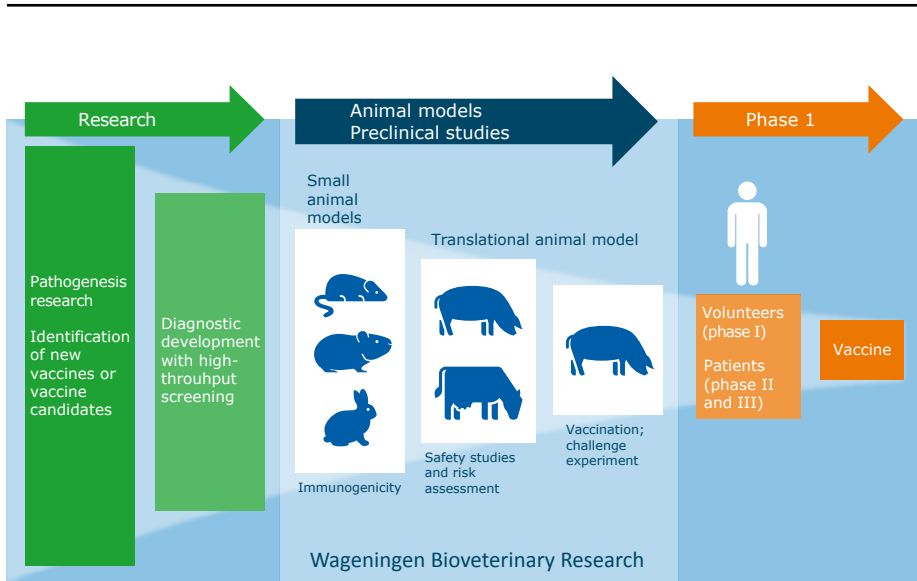 Research
Animal models
Preclinical studies
Phase 1
Pathogenesis
research
Identification
of new
vaccines or
vaccine
candidates
Diagnostic
development
with high-
throuhput
screening
Small
animal
models
Immunogenicity
Translational animal model
Safety studies
and risk
assessment
Vaccination;
challenge
experiment
Volunteers
(phase I)
Patients
(phase II
and III)
Vaccine
Wageningen Bioveterinary Research